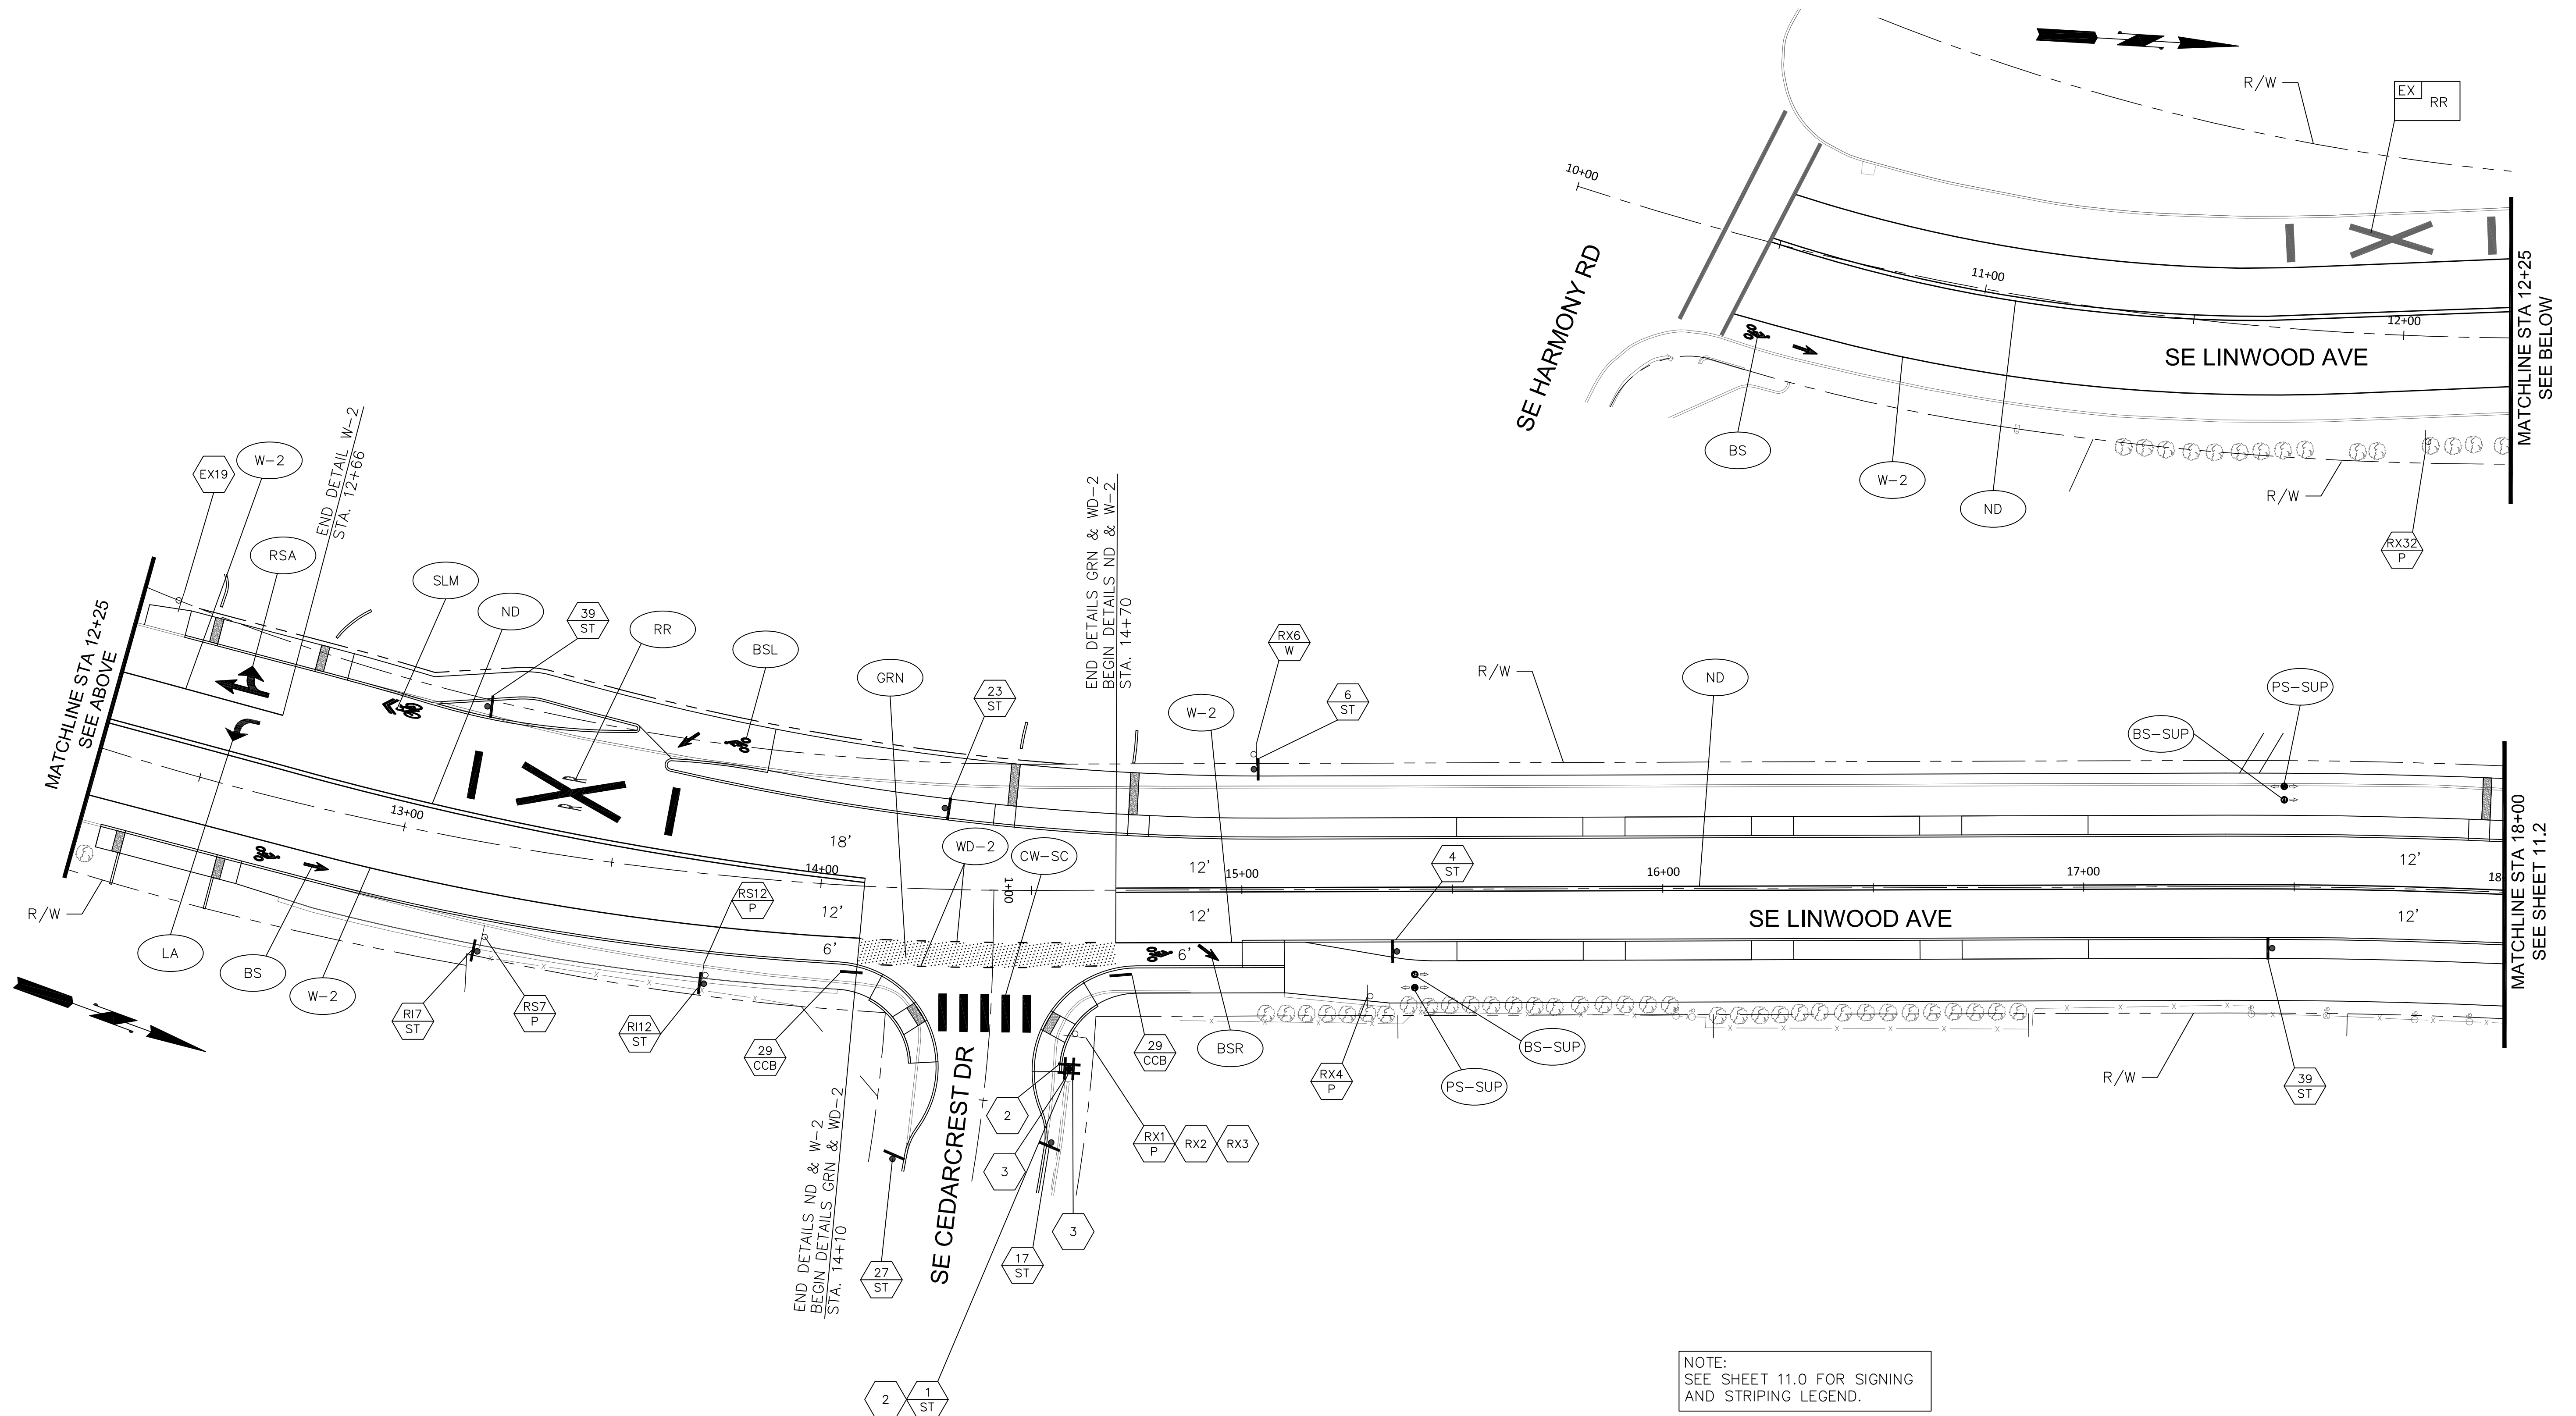 R/W
EX
RR
10+00
11+00
12+00
SE HARMONY RD
SE LINWOOD AVE
MATCHLINE STA 12+25
SEE BELOW
BS
W-2
ND
R/W
RX32
P
EX19
W-2
RSA
END DETAIL W-2
STA. 12+66
SLM
ND
39
ST
RR
BSL
GRN
23
ST
END DETAILS GRN & WD-2
BEGIN DETAILS ND & W-2
STA. 14+70
W-2
RX6
W
6
ST
R/W
ND
BS-SUP
PS-SUP
MATCHLINE STA 12+25
SEE ABOVE
R
R
13+00
18'
14+00
12'
6'
WD-2
CW-SC
1+00
12'
15+00
12'
6'
4
ST
16+00
17+00
12'
18
12'
SE LINWOOD AVE
MATCHLINE STA 18+00
SEE SHEET 11.2
R/W
LA
BS
W-2
RS12
P
RI7
ST
RS7
P
RI12
ST
29
CCB
29
CCB
BSR
RX4
P
BS-SUP
PS-SUP
R/W
39
ST
2
3
RX1
P
RX2
RX3
3
SE CEDARCREST DR
END DETAILS ND & W-2
BEGIN DETAILS GRN & WD-2
STA. 14+10
27
ST
17
ST
2
1
ST
NOTE:
SEE SHEET 11.0 FOR SIGNING
AND STRIPING LEGEND.